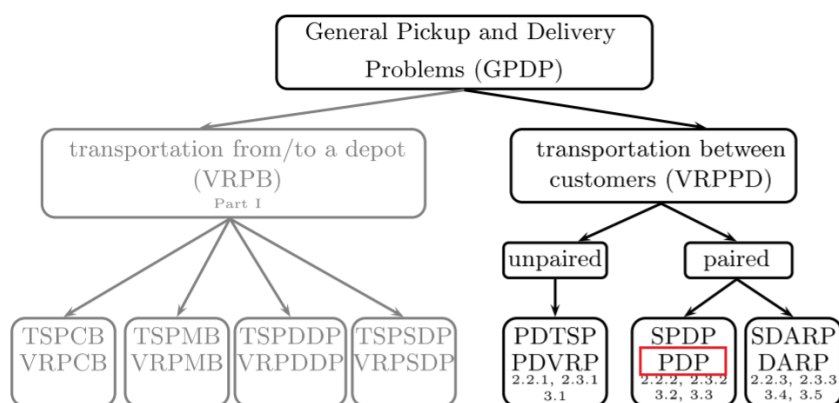 General Pickup and Delivery
Problems (GPDP)
transportation from/to a depot
(VRPB)
Part I
transportation between
customers (VRPPD)
unpaired
paired
TSPCB
VRPCB
TSPMB
VRPMB
TSPDDP
VRPDDP
TSPSDP
VRPSDP
PDTSP
PDVRP
2.2.1, 2.3.1
3.1
SPDP
PDP
2.2.2, 2.3.2
3.2, 3.3
SDARP
DARP
2.2.3, 2.3.3
3.4, 3.5